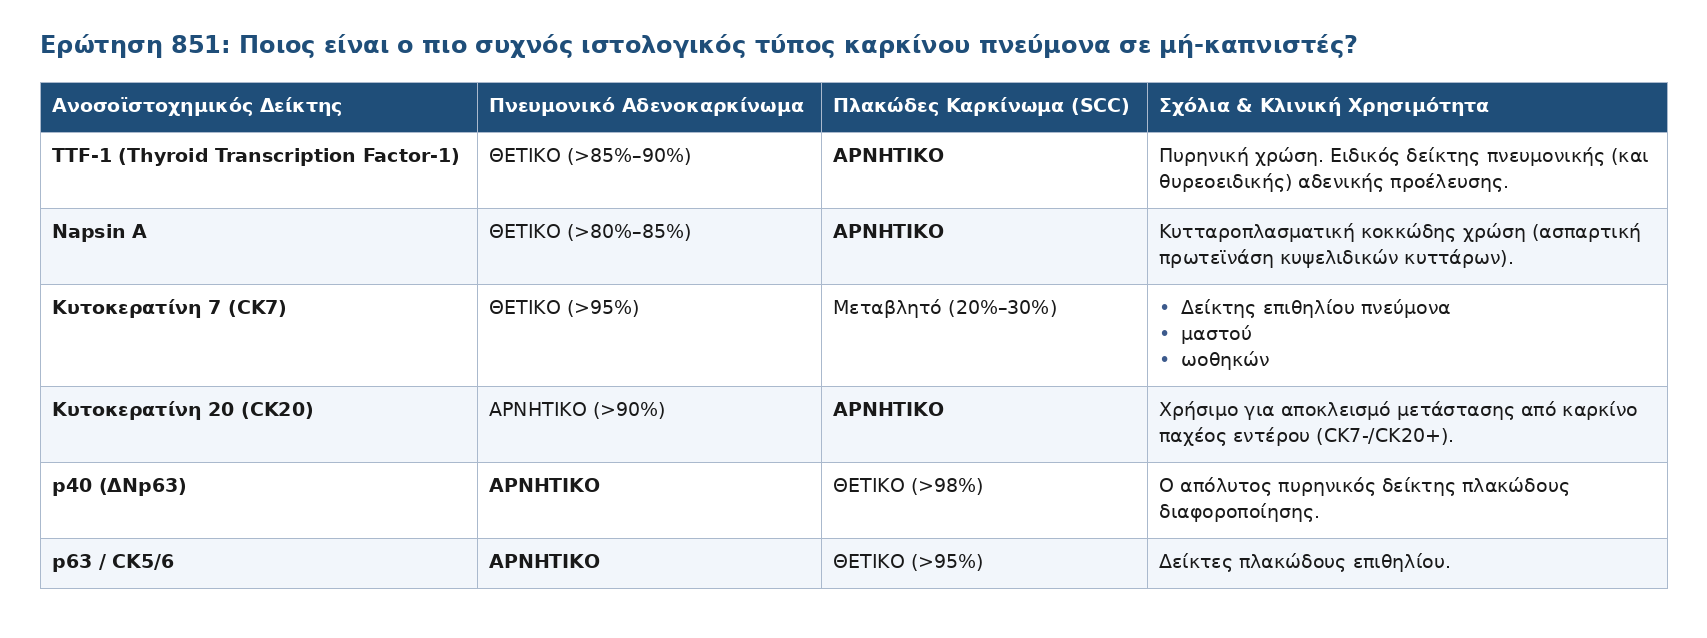 Ερώτηση 851: Ποιος είναι ο πιο συχνός ιστολογικός τύπος καρκίνου πνεύμονα σε μή-καπνιστές?
Ανοσοϊστοχημικός Δείκτης
Πνευμονικό Αδενοκαρκίνωμα
Πλακώδες Καρκίνωμα (SCC)
Σχόλια & Κλινική Χρησιμότητα
TTF-1 (Thyroid Transcription Factor-1)
ΘΕΤΙΚΟ (>85%–90%)
ΑΡΝΗΤΙΚΟ
Πυρηνική χρώση. Ειδικός δείκτης πνευμονικής (και
θυρεοειδικής) αδενικής προέλευσης.
Napsin A
ΘΕΤΙΚΟ (>80%–85%)
ΑΡΝΗΤΙΚΟ
Κυτταροπλασματική κοκκώδης χρώση (ασπαρτική
πρωτεϊνάση κυψελιδικών κυττάρων).
Κυτοκερατίνη 7 (CK7)
ΘΕΤΙΚΟ (>95%)
Μεταβλητό (20%–30%)
• Δείκτης επιθηλίου πνεύμονα
• μαστού
• ωοθηκών
Κυτοκερατίνη 20 (CK20)
ΑΡΝΗΤΙΚΟ (>90%)
ΑΡΝΗΤΙΚΟ
Χρήσιμο για αποκλεισμό μετάστασης από καρκίνο
παχέος εντέρου (CK7-/CK20+).
p40 (ΔNp63)
ΑΡΝΗΤΙΚΟ
ΘΕΤΙΚΟ (>98%)
Ο απόλυτος πυρηνικός δείκτης πλακώδους
διαφοροποίησης.
p63 / CK5/6
ΑΡΝΗΤΙΚΟ
ΘΕΤΙΚΟ (>95%)
Δείκτες πλακώδους επιθηλίου.